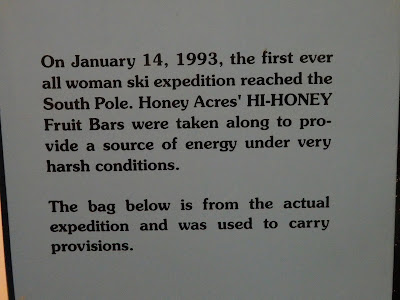 On January 14, 1993, the first ever
all woman ski expedition reached the
South Pole. Honey Acres' HI-HONEY
Fruit Bars were taken along to pro-
vide a source of energy under very
harsh conditions.
The bag below is from the actual
expedition and was used to carry
provisions.